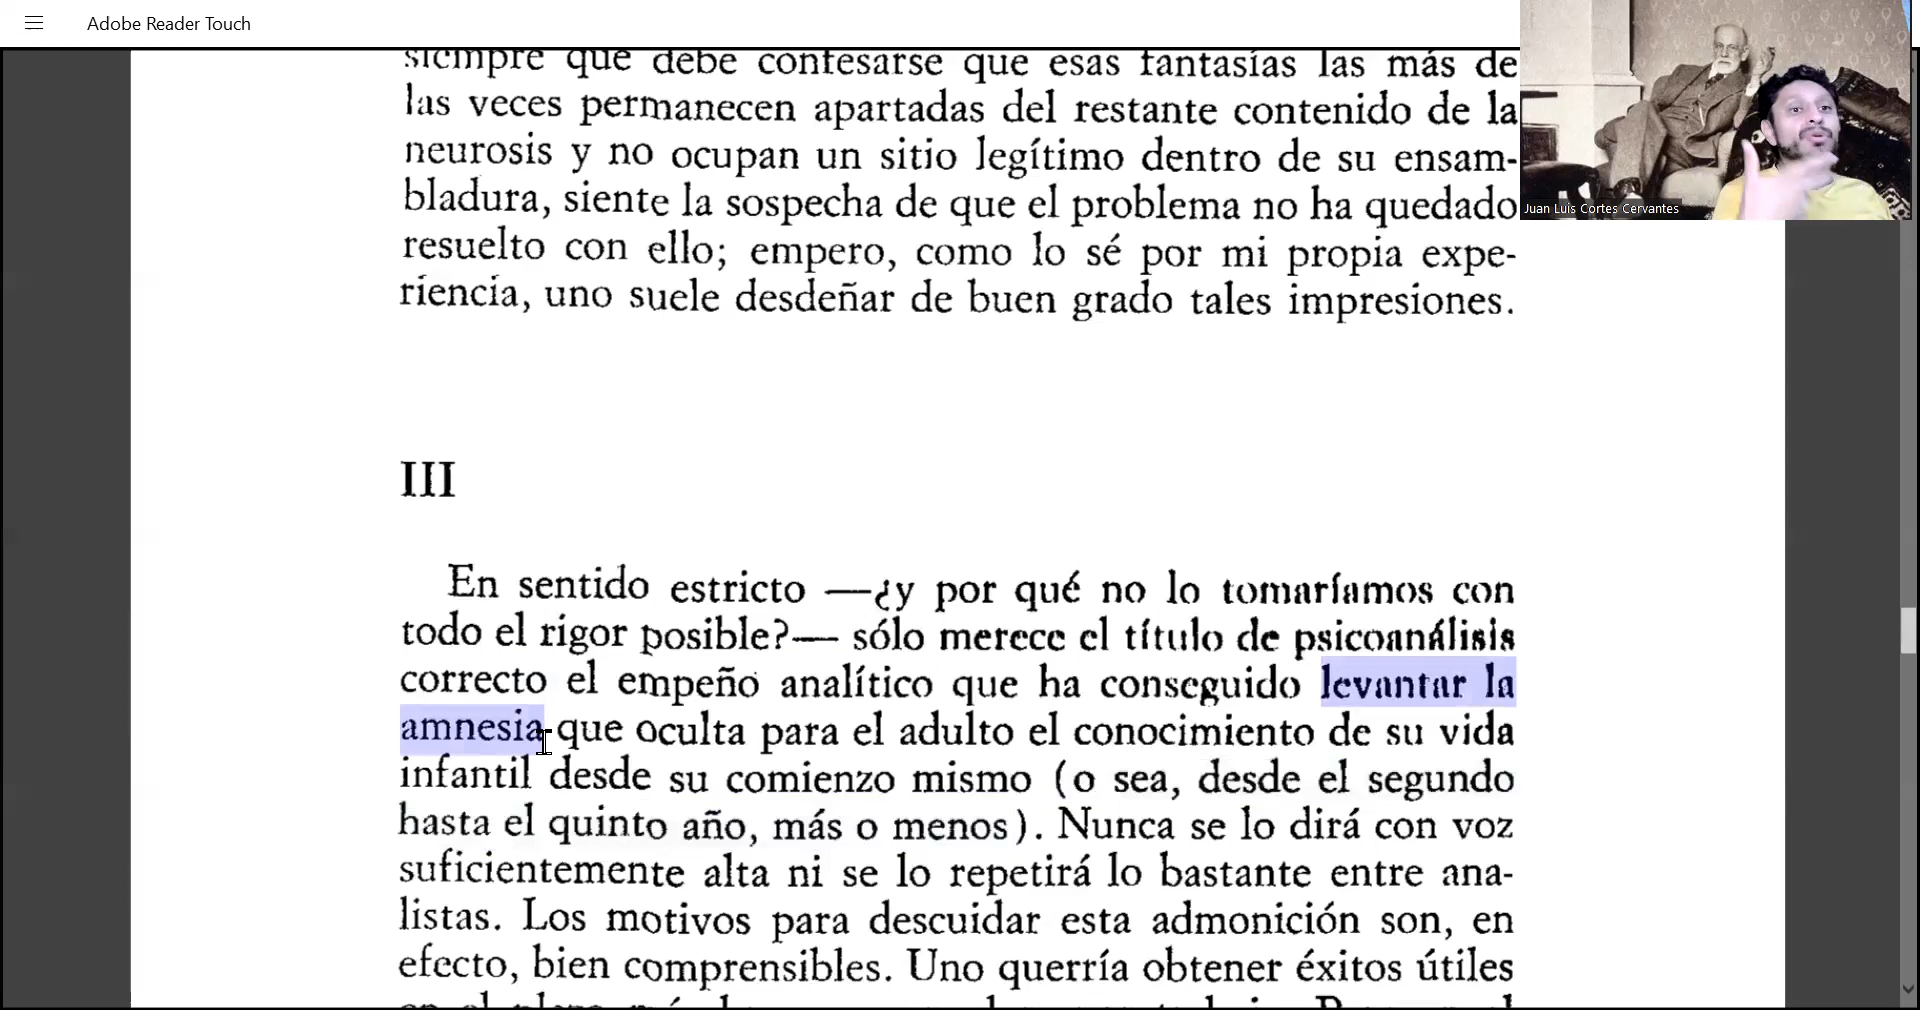 Adobe Reader Touch
siempre que debe confesarse que esas fantasías las más de
las veces permanecen apartadas del restante contenido de la
neurosis y no ocupan un sitio legítimo dentro de su ensam-
bladura, siente la sospecha de que el problema no ha quedado
resuelto con ello; empero, como lo sé por mi propia expe-
riencia, uno suele desdeñar de buen grado tales impresiones.
Juan Luis Cortes Cervantes
III
En sentido estricto —¿y por qué no lo tomaríamos con
todo el rigor posible?— sólo merece el título de psicoanálisis
correcto el empeño analítico que ha conseguido levantar la
amnesia que oculta para el adulto el conocimiento de su vida
infantil desde su comienzo mismo (o sea, desde el segundo
hasta el quinto año, más o menos). Nunca se lo dirá con voz
suficientemente alta ni se lo repetirá lo bastante entre ana-
listas. Los motivos para descuidar esta admonición son, en
efecto, bien comprensibles. Uno querría obtener éxitos útiles